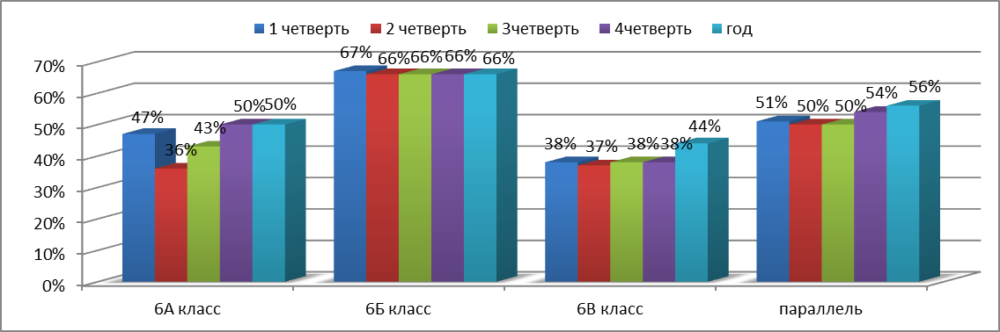 1 четверть 2 четверть 3четверть 4четверть год
70%
60%
50%
40%
30%
20%
10%
0%
47% 36% 43% 50% 50%
67% 66% 66% 66% 66%
38% 37% 38% 38% 44%
51% 50% 50% 54% 56%
6А класс 6Б класс 6В класс параллель